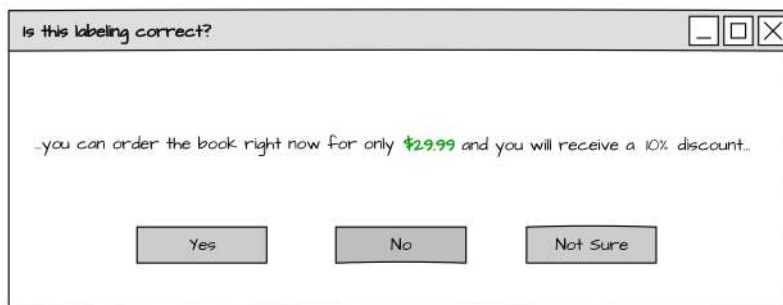 Is this labeling correct?
...you can order the book right now for only $29.99 and you will receive a 10% discount...
Yes No Not Sure